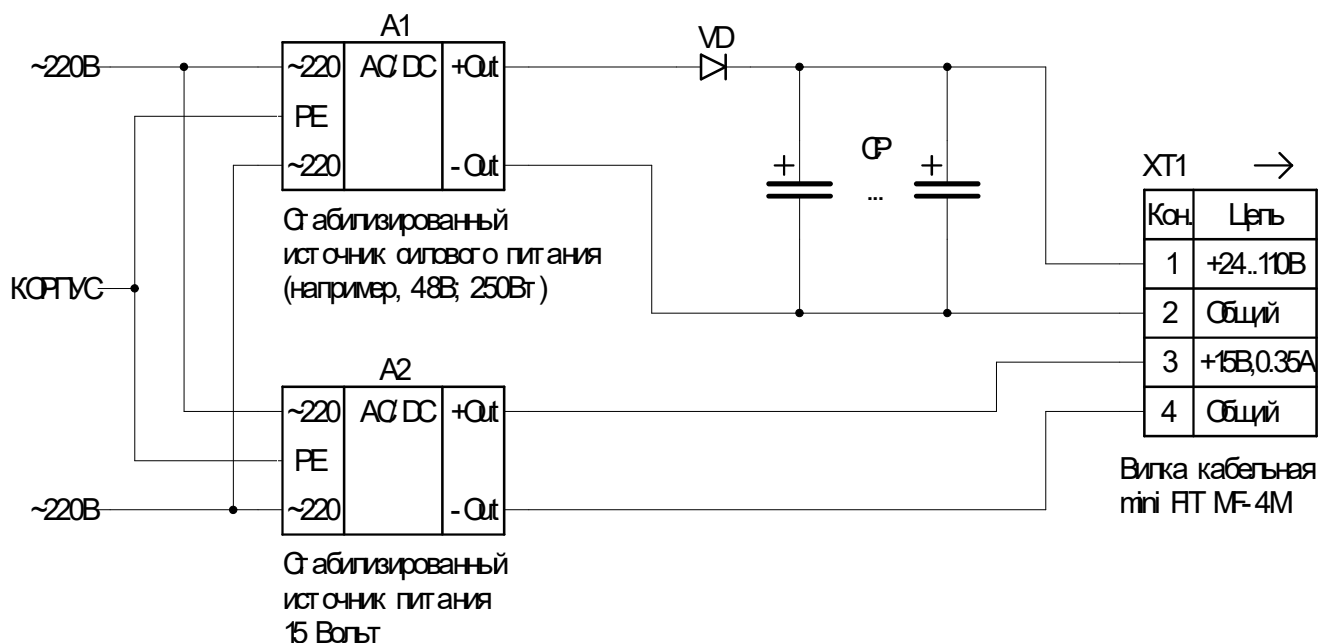 A1
VD
~220В
~220 AC/DC +Out
PE
~220 -Out
CP
+ +
...
Стабилизированный
источник силового питания
(например, 48В; 250Вт)
КОРПУС
XT1 →
Кон. Цепь
1 +24..110В
2 Общий
3 +15В,0.35А
4 Общий
Вилка кабельная
mini FIT MF-4M
A2
~220 AC/DC +Out
PE
~220В
~220 -Out
Стабилизированный
источник питания
15 Вольт